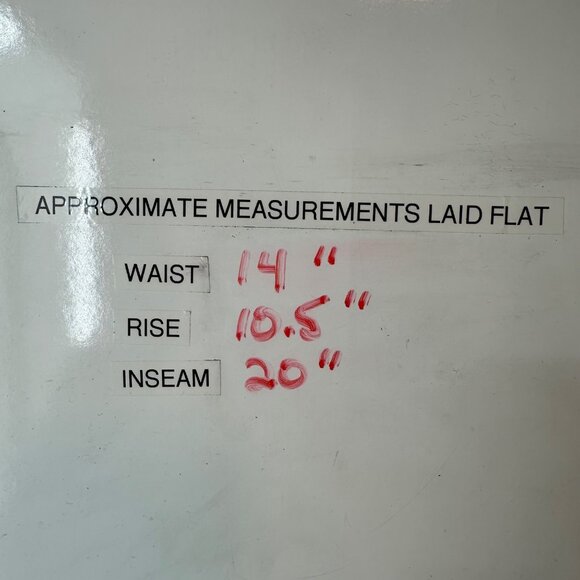 APPROXIMATE MEASUREMENTS LAID FLAT
WAIST 14"
RISE 10.5"
INSEAM 20"